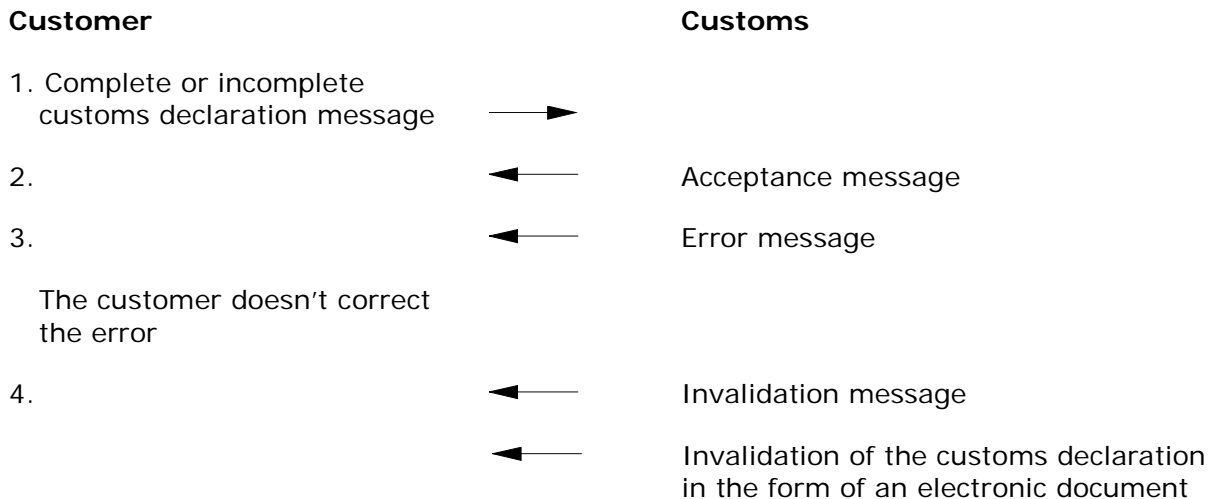 Customer Customs
1. Complete or incomplete
customs declaration message
2. Acceptance message
3. Error message
The customer doesn't correct
the error
4. Invalidation message
Invalidation of the customs declaration
in the form of an electronic document